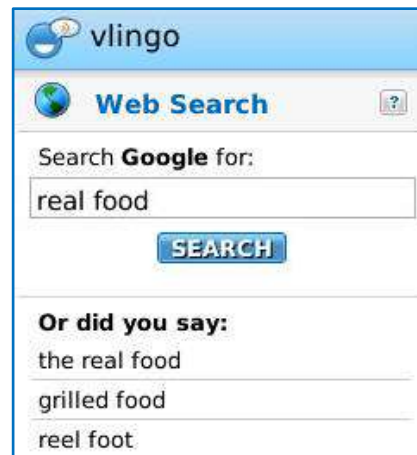 vlingo
Web Search
?
Search Google for:
real food
SEARCH
Or did you say:
the real food
grilled food
reel foot